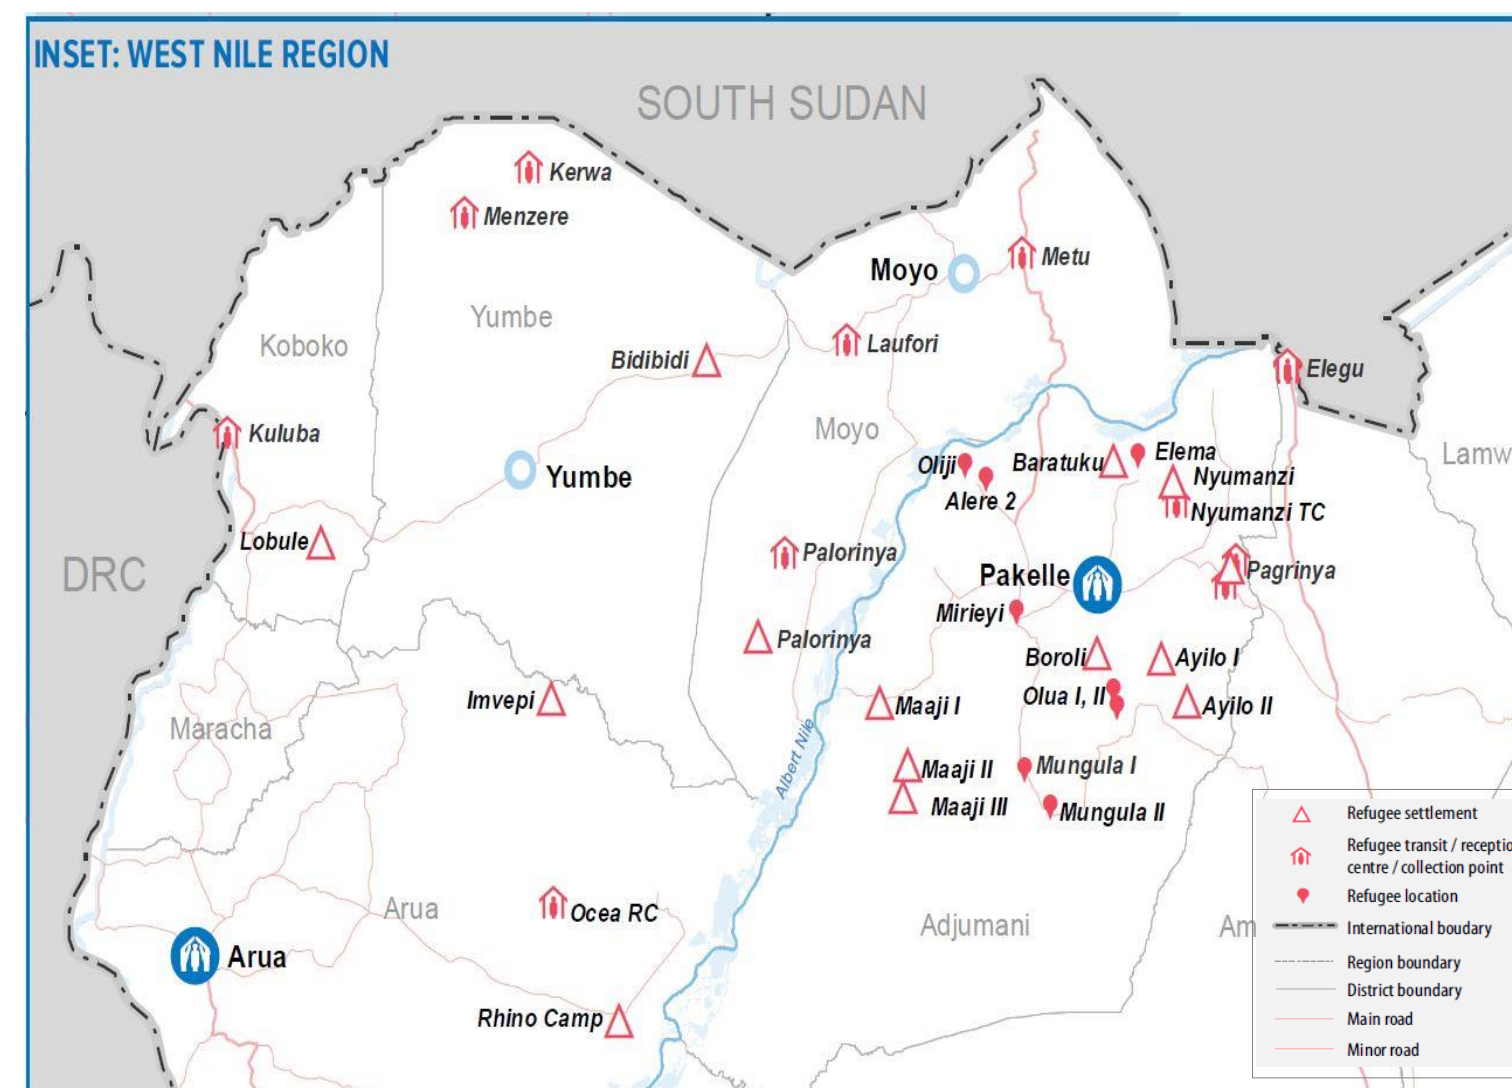 INSET: WEST NILE REGION
SOUTH SUDAN
Kerwa
Menzere
Metu
Moyo
Yumbe
Koboko
Laufori
Bidibidi
Elegu
Moyo
Kuluba
Lamw
Elema
Oliji
Baratuku
Nyumanzi
Yumbe
Alere 2
Nyumanzi TC
Lobule
Palorinya
DRC
Pakelle
Pagrinya
Mirieyi
Palorinya
Boroli
Ayilo I
Imvepi
Olua I, II
Maaji I
Ayilo II
Maracha
Albert Nile
Maaji II
Mungula I
Maaji III
Mungula II
Arua
Ocea RC
Adjumani
Am
Arua
Rhino Camp
Refugee settlement
Refugee transit / receptio
centre / collection point
Refugee location
International boudary
Region boundary
District boundary
Main road
Minor road